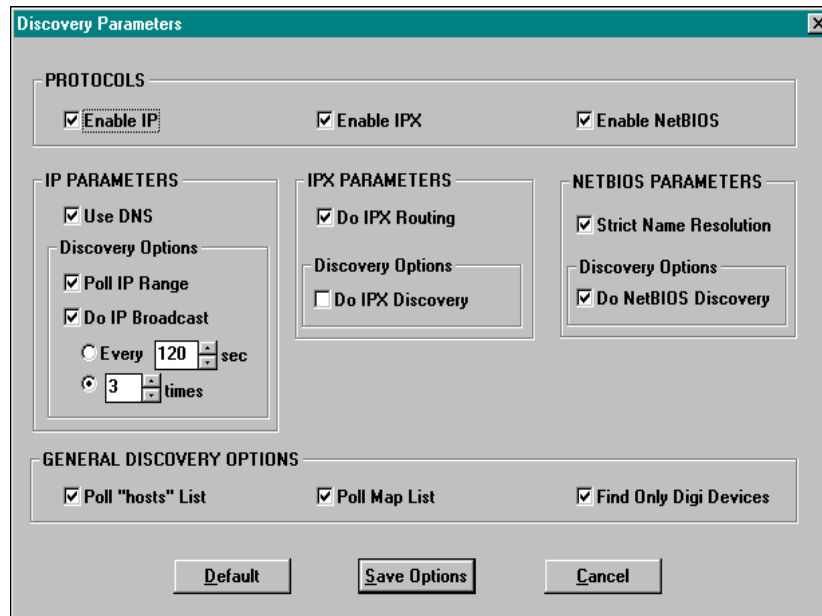 Discovery Parameters
PROTOCOLS
Enable IP
Enable IPX
Enable NetBIOS
IP PARAMETERS
Use DNS
Discovery Options
Poll IP Range
Do IP Broadcast
Every 120 sec
3 times
IPX PARAMETERS
Do IPX Routing
Discovery Options
Do IPX Discovery
NETBIOS PARAMETERS
Strict Name Resolution
Discovery Options
Do NetBIOS Discovery
GENERAL DISCOVERY OPTIONS
Poll "hosts" List
Poll Map List
Find Only Digi Devices
Default
Save Options
Cancel